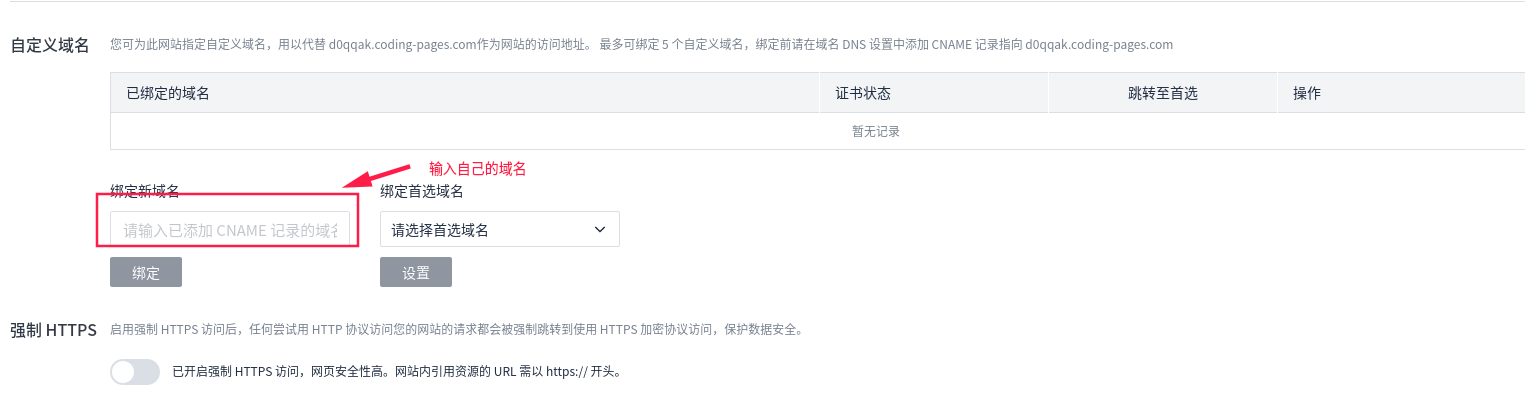 自定义域名 您可为此网站指定自定义域名，用以代替 d0qqak.coding-pages.com作为网站的访问地址。 最多可绑定 5 个自定义域名，绑定前请在域名 DNS 设置中添加 CNAME 记录指向 d0qqak.coding-pages.com
已绑定的域名 证书状态 跳转至首选 操作
暂无记录
输入自己的域名
绑定新域名 绑定首选域名
请输入已添加 CNAME 记录的域名 请选择首选域名
绑定 设置
强制 HTTPS 启用强制 HTTPS 访问后，任何尝试用 HTTP 协议访问您的网站的请求都会被强制跳转到使用 HTTPS 加密协议访问，保护数据安全。
已开启强制 HTTPS 访问，网页安全性高。网站内引用资源的 URL 需以 https:// 开头。